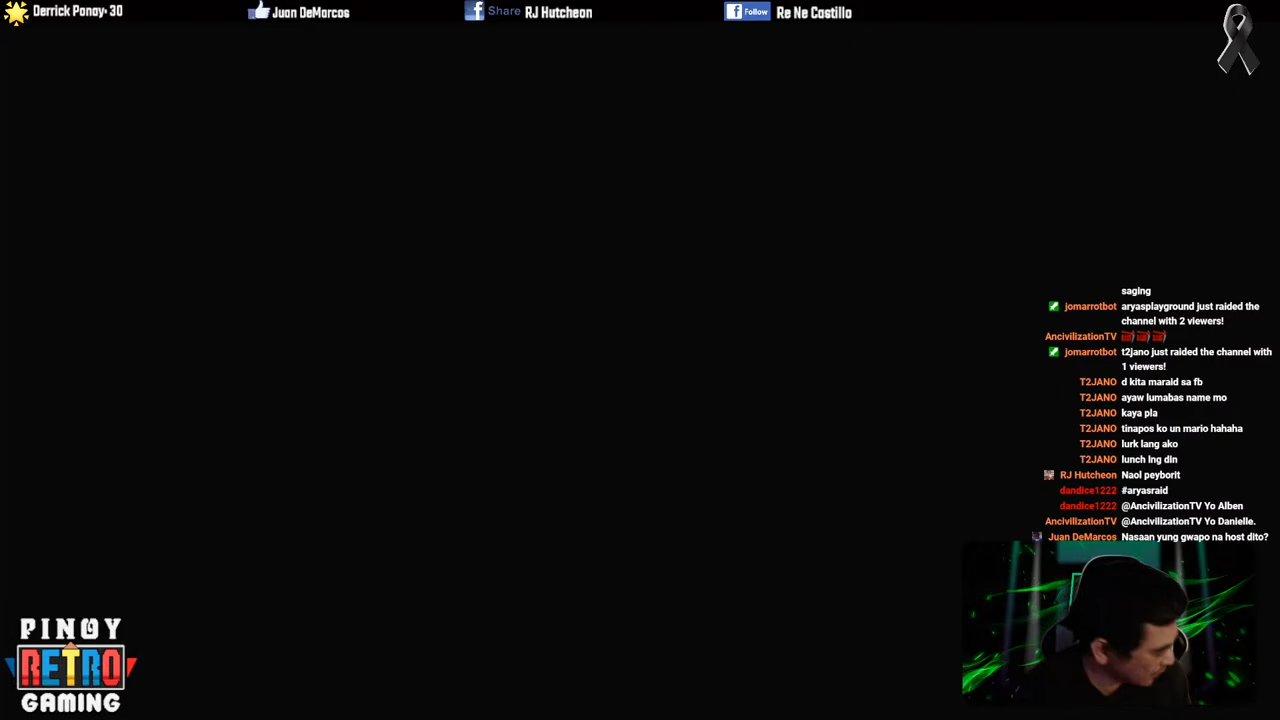 Derrick Ponay• 30
Juan DeMarcos
Share RJ Hutcheon
Follow Re Ne Castillo
saging
jomarrotbot aryasplayground just raided the
channel with 2 viewers!
AncivilizationTV
jomarrotbot t2jano just raided the channel with
1 viewers!
T2JANO d kita maraid sa fb
T2JANO ayaw lumabas name mo
T2JANO kaya pla
T2JANO tinapos ko un mario hahaha
T2JANO lurk lang ako
T2JANO lunch lng din
RJ Hutcheon Naol peyborit
dandice1222 #aryasraid
dandice1222 @AncivilizationTV Yo Alben
AncivilizationTV @AncivilizationTV Yo Danielle.
Juan DeMarcos Nasaan yung gwapo na host dito?
PINOY
RETRO
GAMING